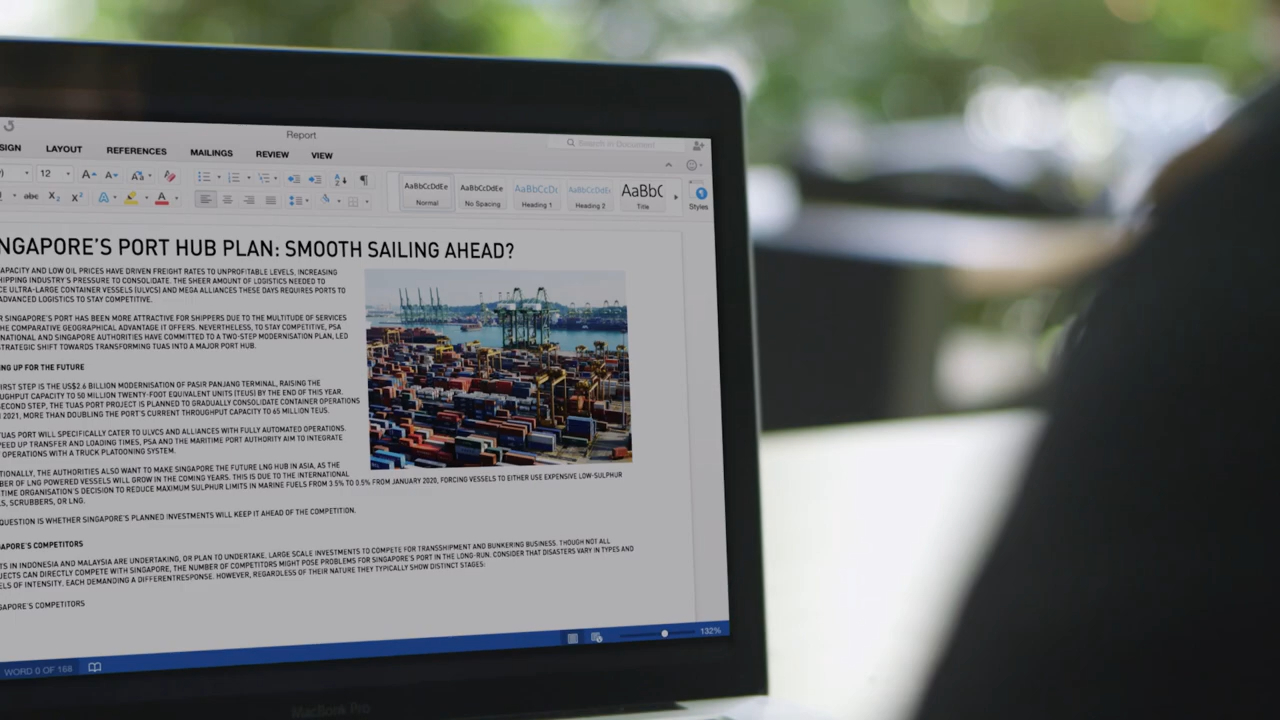 Report
Search in Document
SIGN LAYOUT REFERENCES MAILINGS REVIEW VIEW
12
abc X₂ X²
AaBbCcDdEe AaBbCcDdEe AaBbCcDc AaBbCcDdEe AaBbC
Normal No Spacing Heading 1 Heading 2 Title
Styles
NGAPORE'S PORT HUB PLAN: SMOOTH SAILING AHEAD?
APACITY AND LOW OIL PRICES HAVE DRIVEN FREIGHT RATES TO UNPROFITABLE LEVELS, INCREASING
HIPPING INDUSTRY'S PRESSURE TO CONSOLIDATE. THE SHEER AMOUNT OF LOGISTICS NEEDED TO
CE ULTRA-LARGE CONTAINER VESSELS (ULVCS) AND MEGA ALLIANCES THESE DAYS REQUIRES PORTS TO
ADVANCED LOGISTICS TO STAY COMPETITIVE.
R SINGAPORE'S PORT HAS BEEN MORE ATTRACTIVE FOR SHIPPERS DUE TO THE MULTITUDE OF SERVICES
HE COMPARATIVE GEOGRAPHICAL ADVANTAGE IT OFFERS. NEVERTHELESS, TO STAY COMPETITIVE, PSA
NATIONAL AND SINGAPORE AUTHORITIES HAVE COMMITTED TO A TWO-STEP MODERNISATION PLAN, LED
STRATEGIC SHIFT TOWARDS TRANSFORMING TUAS INTO A MAJOR PORT HUB.
NG UP FOR THE FUTURE
IRST STEP IS THE US$2.6 BILLION MODERNISATION OF PASIR PANJANG TERMINAL, RAISING THE
UGHPUT CAPACITY TO 50 MILLION TWENTY-FOOT EQUIVALENT UNITS (TEUS) BY THE END OF THIS YEAR.
SECOND STEP, THE TUAS PORT PROJECT IS PLANNED TO GRADUALLY CONSOLIDATE CONTAINER OPERATIONS
N 2021, MORE THAN DOUBLING THE PORT'S CURRENT THROUGHPUT CAPACITY TO 65 MILLION TEUS.
TUAS PORT WILL SPECIFICALLY CATER TO ULVCS AND ALLIANCES WITH FULLY AUTOMATED OPERATIONS.
PEED UP TRANSFER AND LOADING TIMES, PSA AND THE MARITIME PORT AUTHORITY AIM TO INTEGRATE
OPERATIONS WITH A TRUCK PLATOONING SYSTEM.
TIONALLY, THE AUTHORITIES ALSO WANT TO MAKE SINGAPORE THE FUTURE LNG HUB IN ASIA, AS THE
BER OF LNG POWERED VESSELS WILL GROW IN THE COMING YEARS. THIS IS DUE TO THE INTERNATIONAL
TIME ORGANISATION'S DECISION TO REDUCE MAXIMUM SULPHUR LIMITS IN MARINE FUELS FROM 3.5% TO 0.5% FROM JANUARY 2020, FORCING VESSELS TO EITHER USE EXPENSIVE LOW-SULPHUR
S, SCRUBBERS, OR LNG.
QUESTION IS WHETHER SINGAPORE'S PLANNED INVESTMENTS WILL KEEP IT AHEAD OF THE COMPETITION.
GAPORE'S COMPETITORS
TS IN INDONESIA AND MALAYSIA ARE UNDERTAKING, OR PLAN TO UNDERTAKE, LARGE SCALE INVESTMENTS TO COMPETE FOR TRANSSHIPMENT AND BUNKERING BUSINESS. THOUGH NOT ALL
JECTS CAN DIRECTLY COMPETE WITH SINGAPORE, THE NUMBER OF COMPETITORS MIGHT POSE PROBLEMS FOR SINGAPORE'S PORT IN THE LONG-RUN. CONSIDER THAT DISASTERS VARY IN TYPES AND
ELS OF INTENSITY, EACH DEMANDING A DIFFERENTRESPONSE. HOWEVER, REGARDLESS OF THEIR NATURE THEY TYPICALLY SHOW DISTINCT STAGES:
GAPORE'S COMPETITORS
WORD 0 OF 168
132%
MacBook Pro